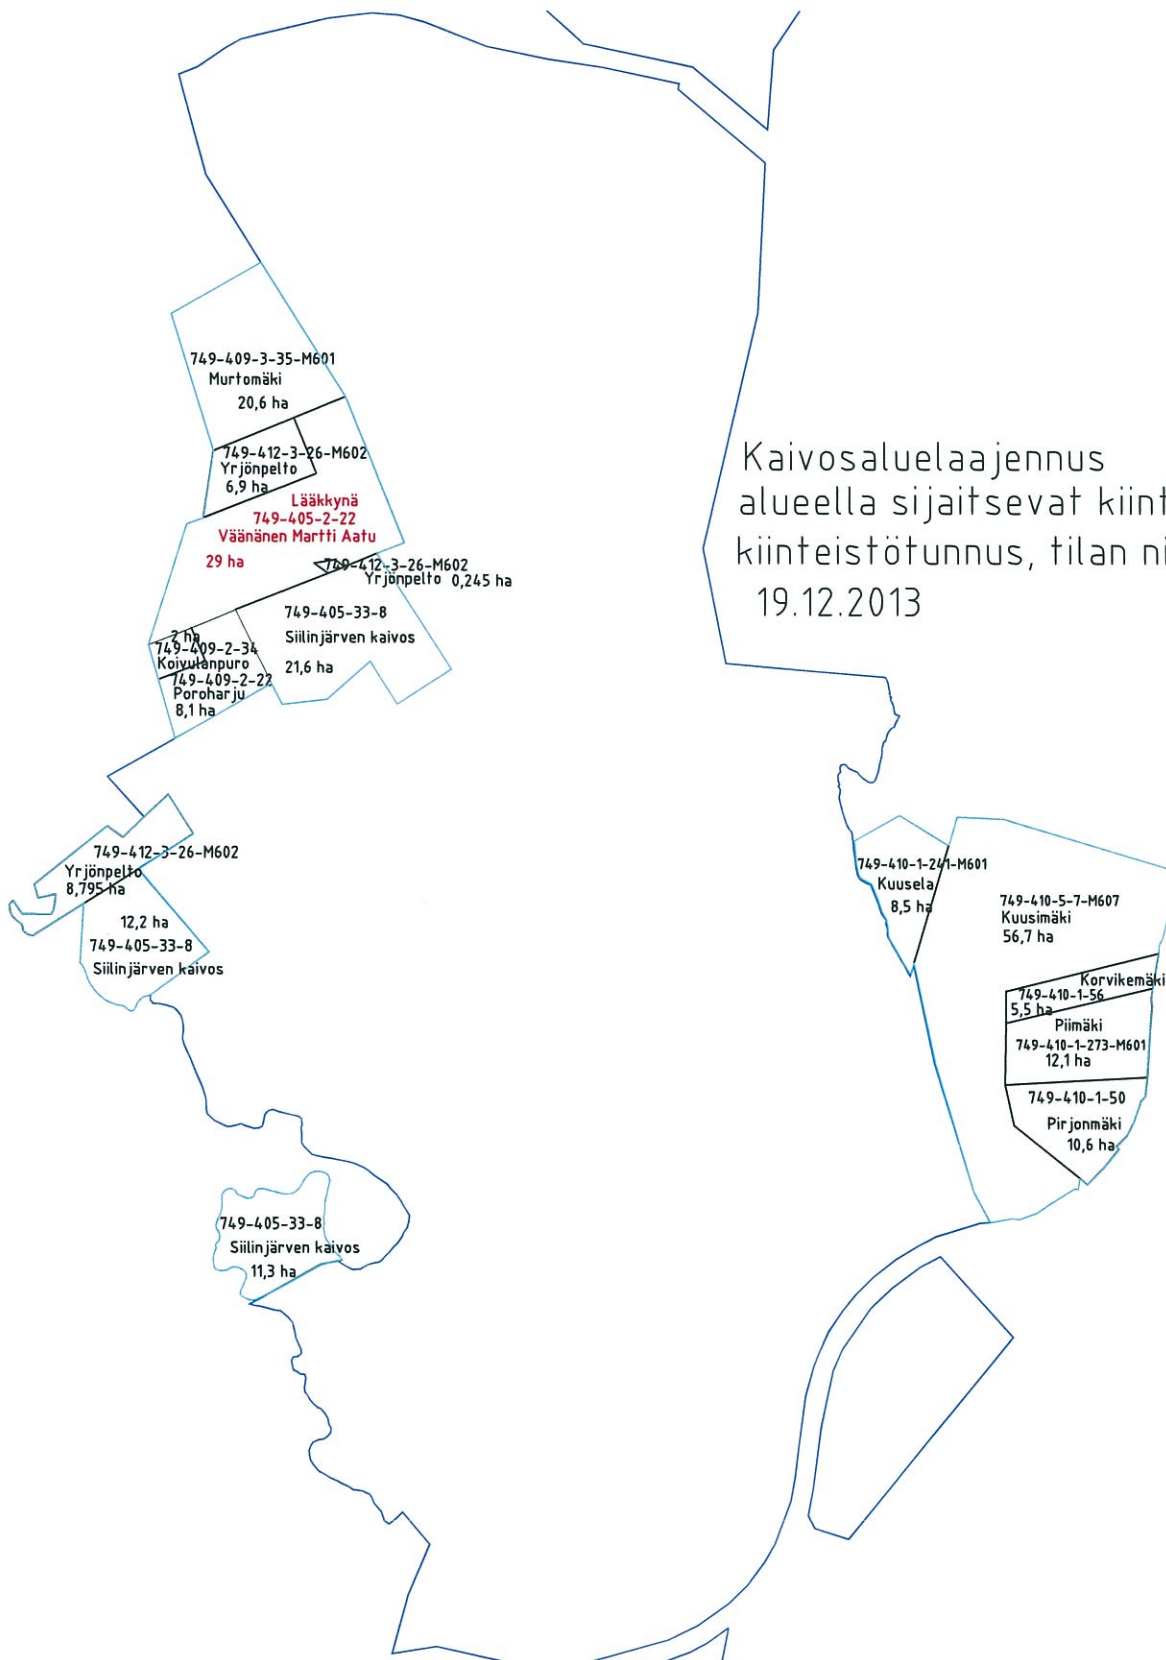 749-409-3-35-M601
Murtomäki
20,6 ha
749-412-3-26-M602
Yrjönpelto
6,9 ha
Lääkkynä
749-405-2-22
Väänänen Martti Aatu
29 ha
749-412-3-26-M602
Yrjönpelto 0,245 ha
749-405-33-8
Siilinjärven kaivos
21,6 ha
2 ha
749-409-2-34
Koivulanpuro
749-409-2-22
Poroharju
8,1 ha
Kaivosaluelaajennus
alueella sijaitsevat kiint
kiinteistötunnus, tilan ni
19.12.2013
749-412-3-26-M602
Yrjönpelto
8,795 ha
12,2 ha
749-405-33-8
Siilinjärven kaivos
749-410-1-241-M601
Kuusela
8,5 ha
749-410-5-7-M607
Kuusimäki
56,7 ha
Korvikemäki
749-410-1-56
5,5 ha
Piimäki
749-410-1-273-M601
12,1 ha
749-410-1-50
Pirjonmäki
10,6 ha
749-405-33-8
Siilinjärven kaivos
11,3 ha